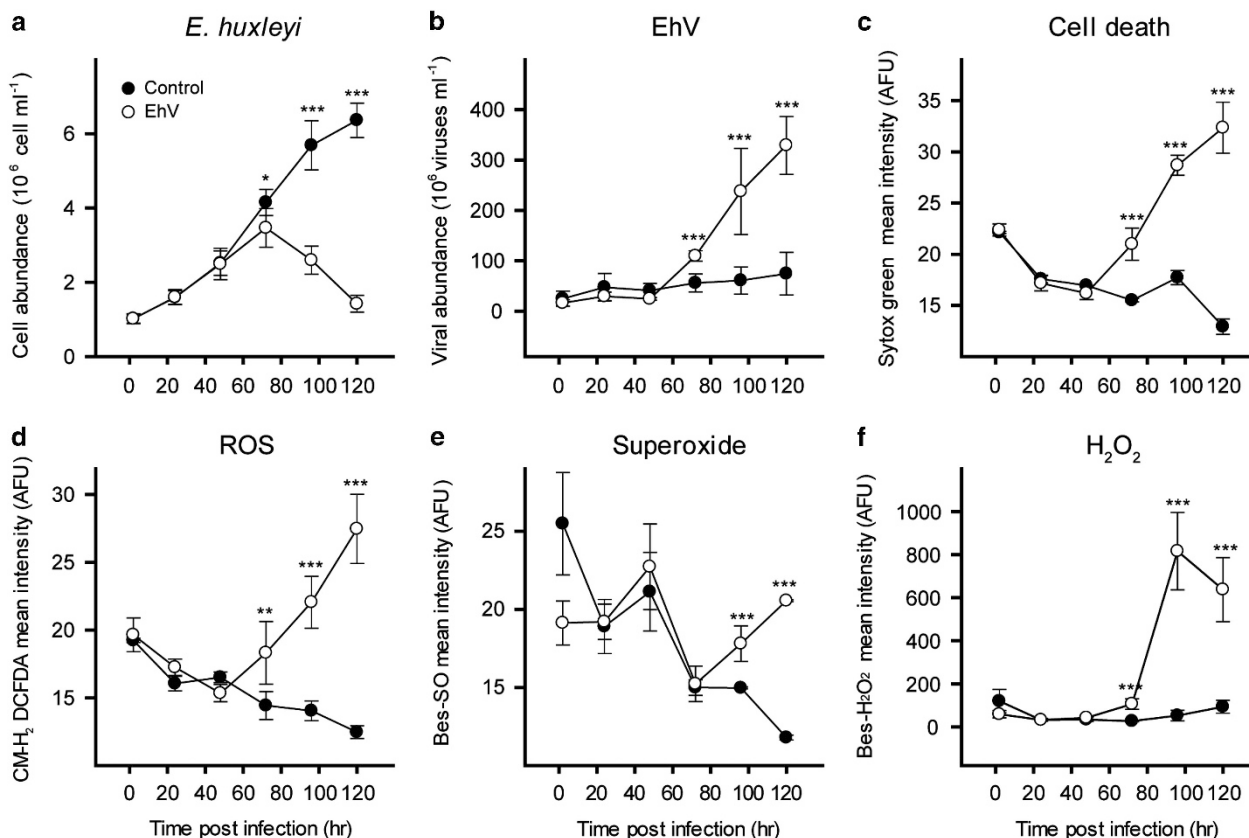 a
E. huxleyi
Cell abundance (10⁶ cell ml⁻¹)
Control
EhV
*
***
***
6
4
2
0
0 20 40 60 80 100 120
b
EhV
Viral abundance (10⁶ viruses ml⁻¹)
***
***
***
400
300
200
100
0
0 20 40 60 80 100 120
c
Cell death
Sytox green mean intensity (AFU)
***
***
***
35
30
25
20
15
0 20 40 60 80 100 120
d
ROS
CM-H₂ DCFDA mean intensity (AFU)
**
***
***
30
25
20
15
0 20 40 60 80 100 120
Time post infection (hr)
e
Superoxide
Bes-SO mean intensity (AFU)
***
***
25
20
15
0 20 40 60 80 100 120
Time post infection (hr)
f
H₂O₂
Bes-H₂O₂ mean intensity (AFU)
***
***
***
1000
800
600
400
200
0
0 20 40 60 80 100 120
Time post infection (hr)